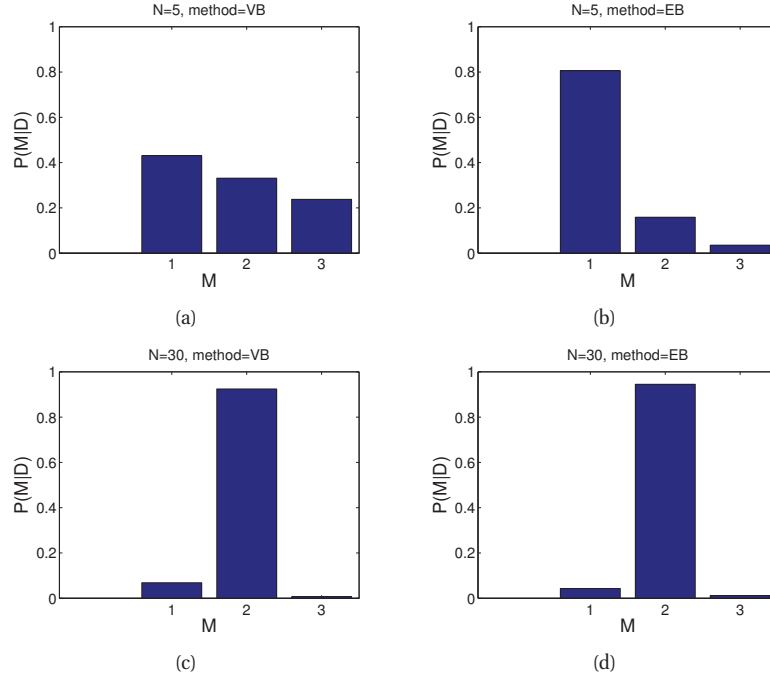 N=5, method=VB
1
0.8
0.6
0.4
0.2
0
P(M|D)
1 2 3
M
(a)
N=5, method=EB
1
0.8
0.6
0.4
0.2
0
P(M|D)
1 2 3
M
(b)
N=30, method=VB
1
0.8
0.6
0.4
0.2
0
P(M|D)
1 2 3
M
(c)
N=30, method=EB
1
0.8
0.6
0.4
0.2
0
P(M|D)
1 2 3
M
(d)